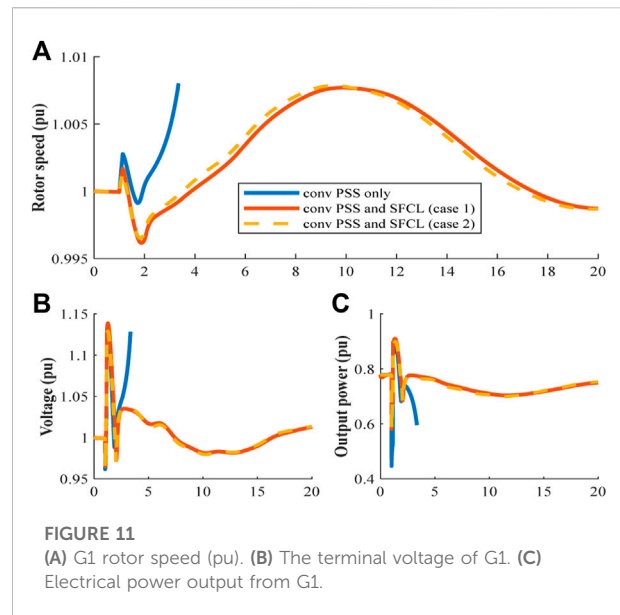 A
1.01
1.005
1
0.995
Rotor speed (pu)
conv PSS only
conv PSS and SFCL (case 1)
conv PSS and SFCL (case 2)
0 2 4 6 8 10 12 14 16 18 20
B
1.15
1.1
1.05
1
0.95
Voltage (pu)
0 5 10 15 20
C
1
0.8
0.6
0.4
Output power (pu)
0 5 10 15 20
FIGURE 11
(A) G1 rotor speed (pu). (B) The terminal voltage of G1. (C)
Electrical power output from G1.